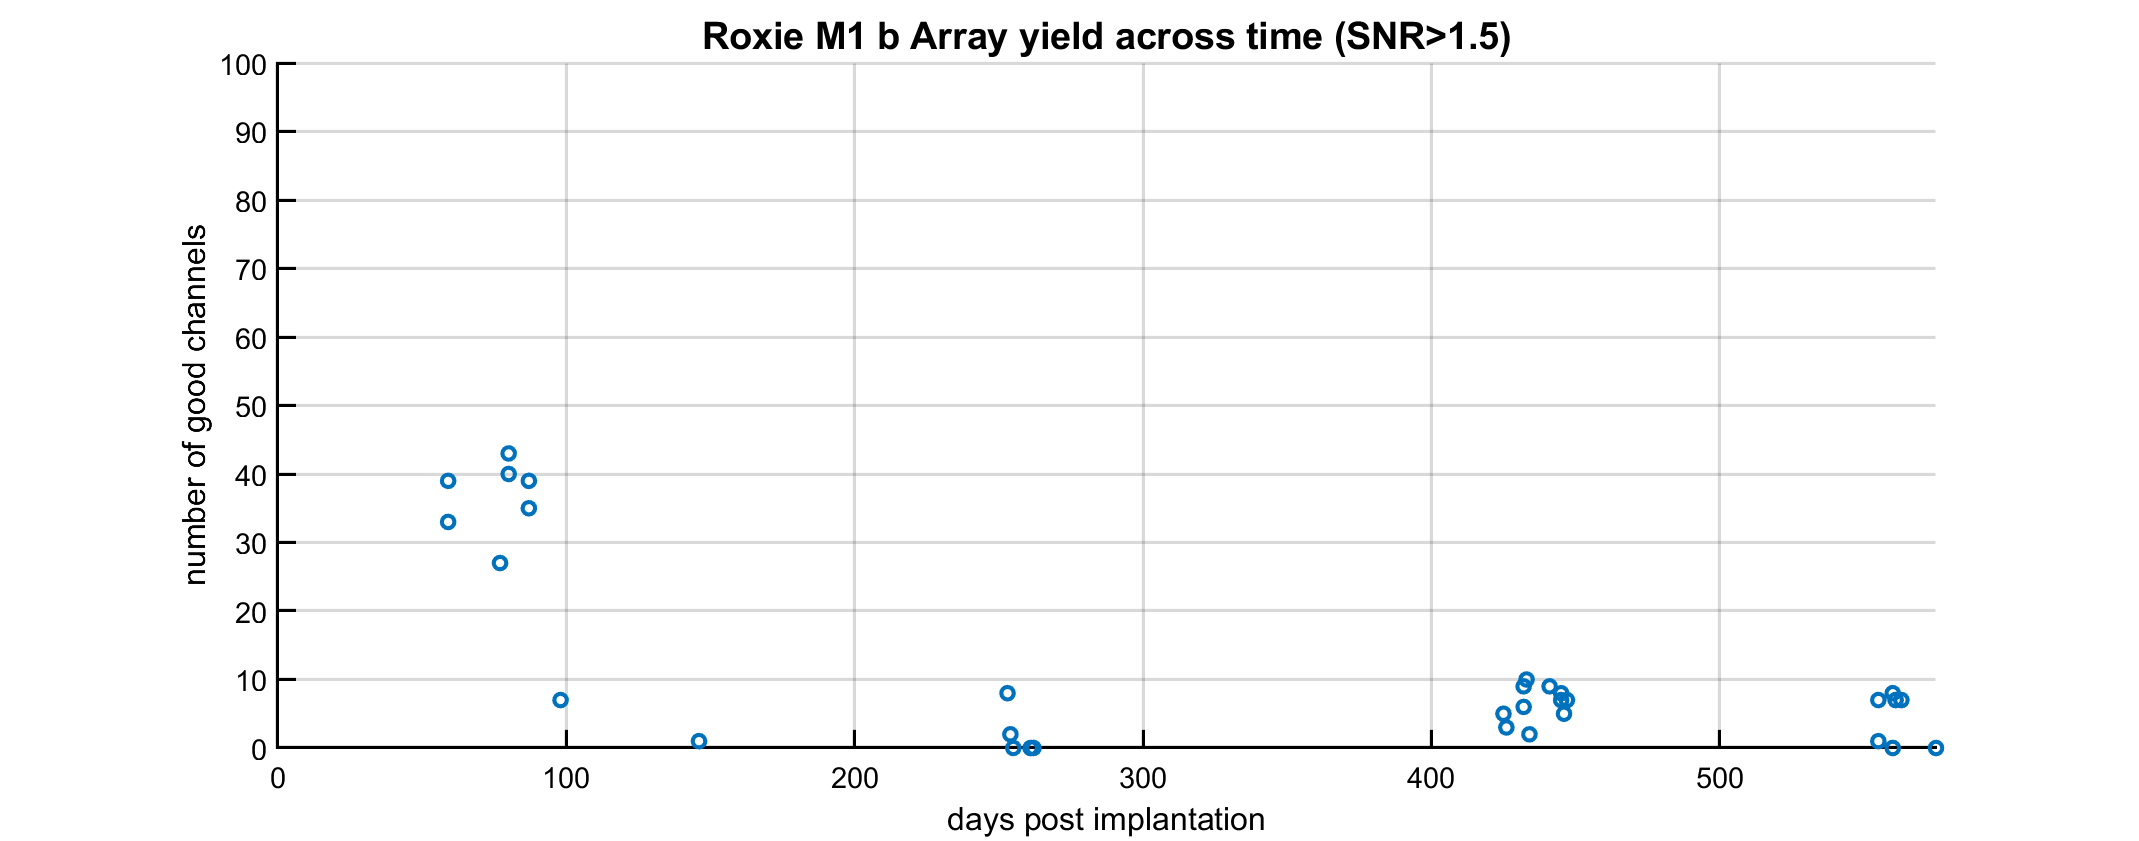 Roxie M1 b Array yield across time (SNR>1.5)
100
90
80
70
60
50
40
30
20
10
0
number of good channels
0 100 200 300 400 500
days post implantation